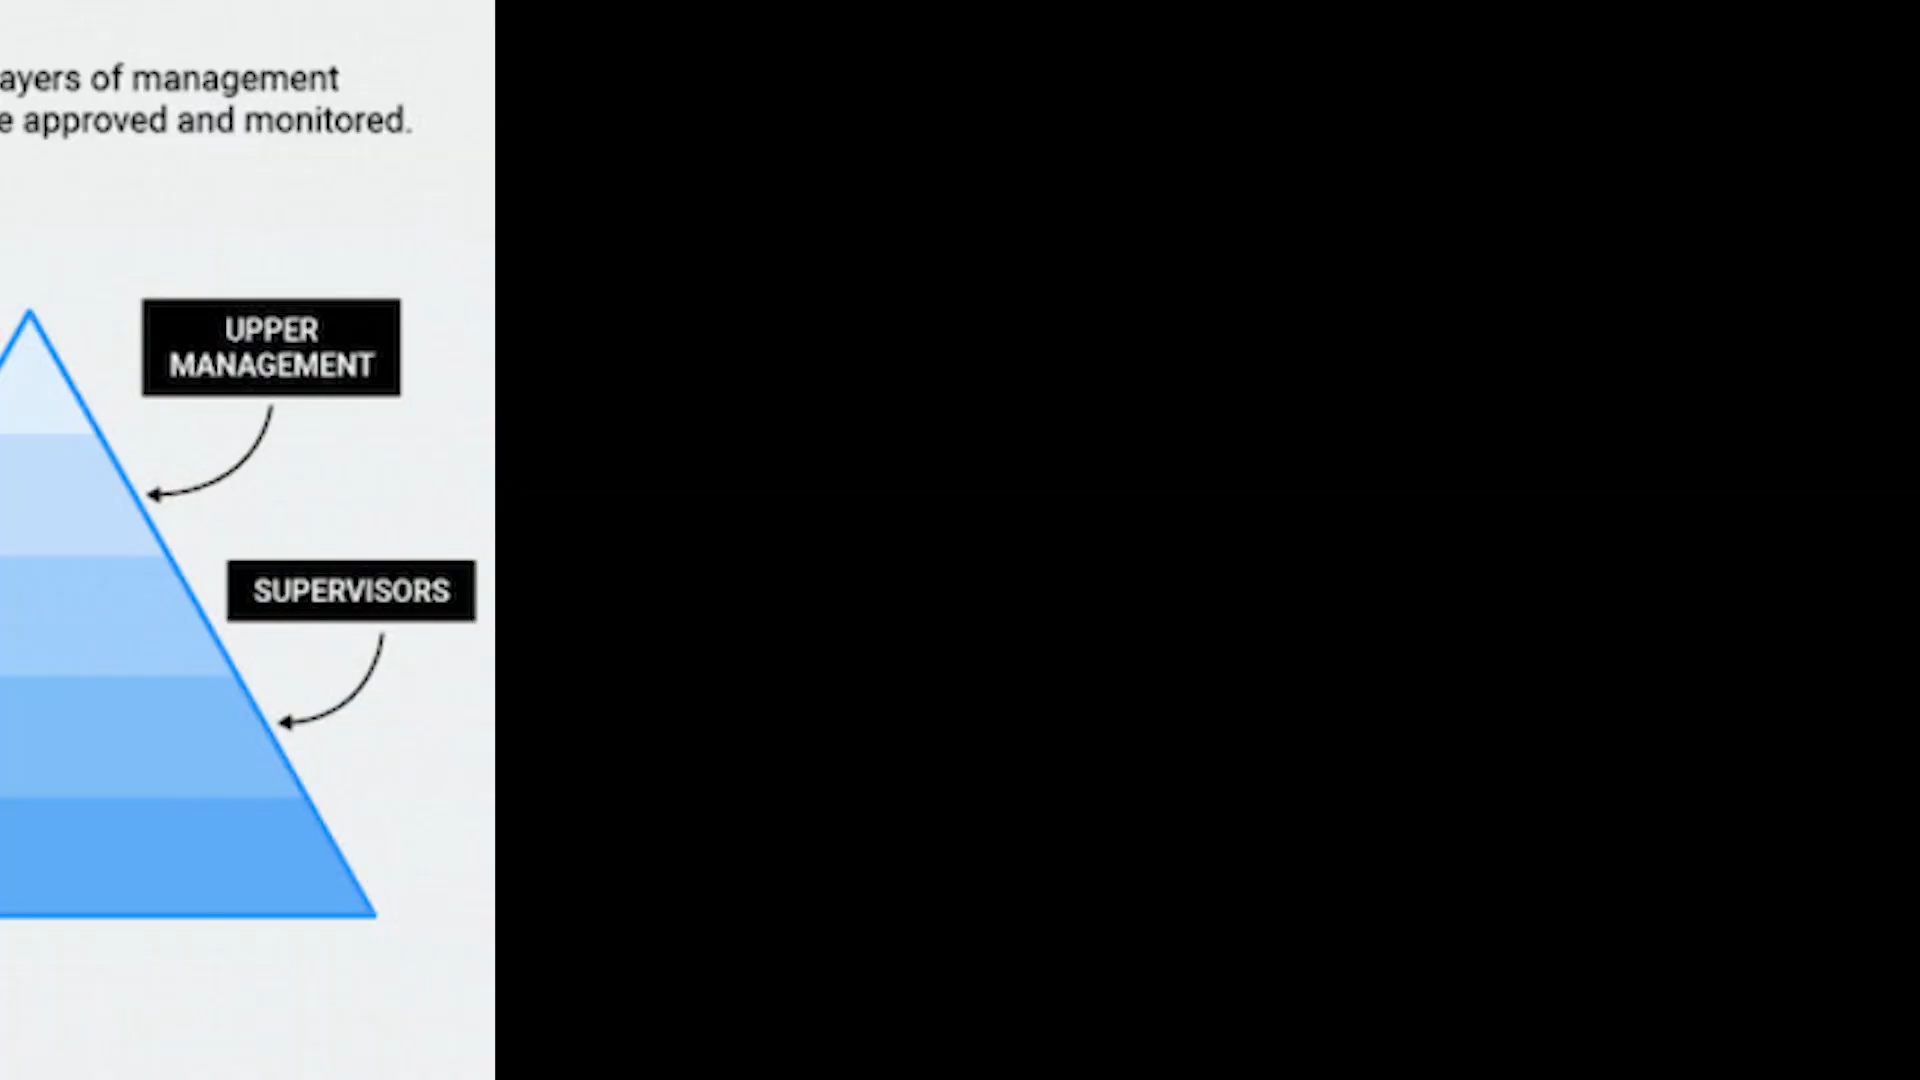 ayers of management
e approved and monitored.
UPPER
MANAGEMENT
SUPERVISORS